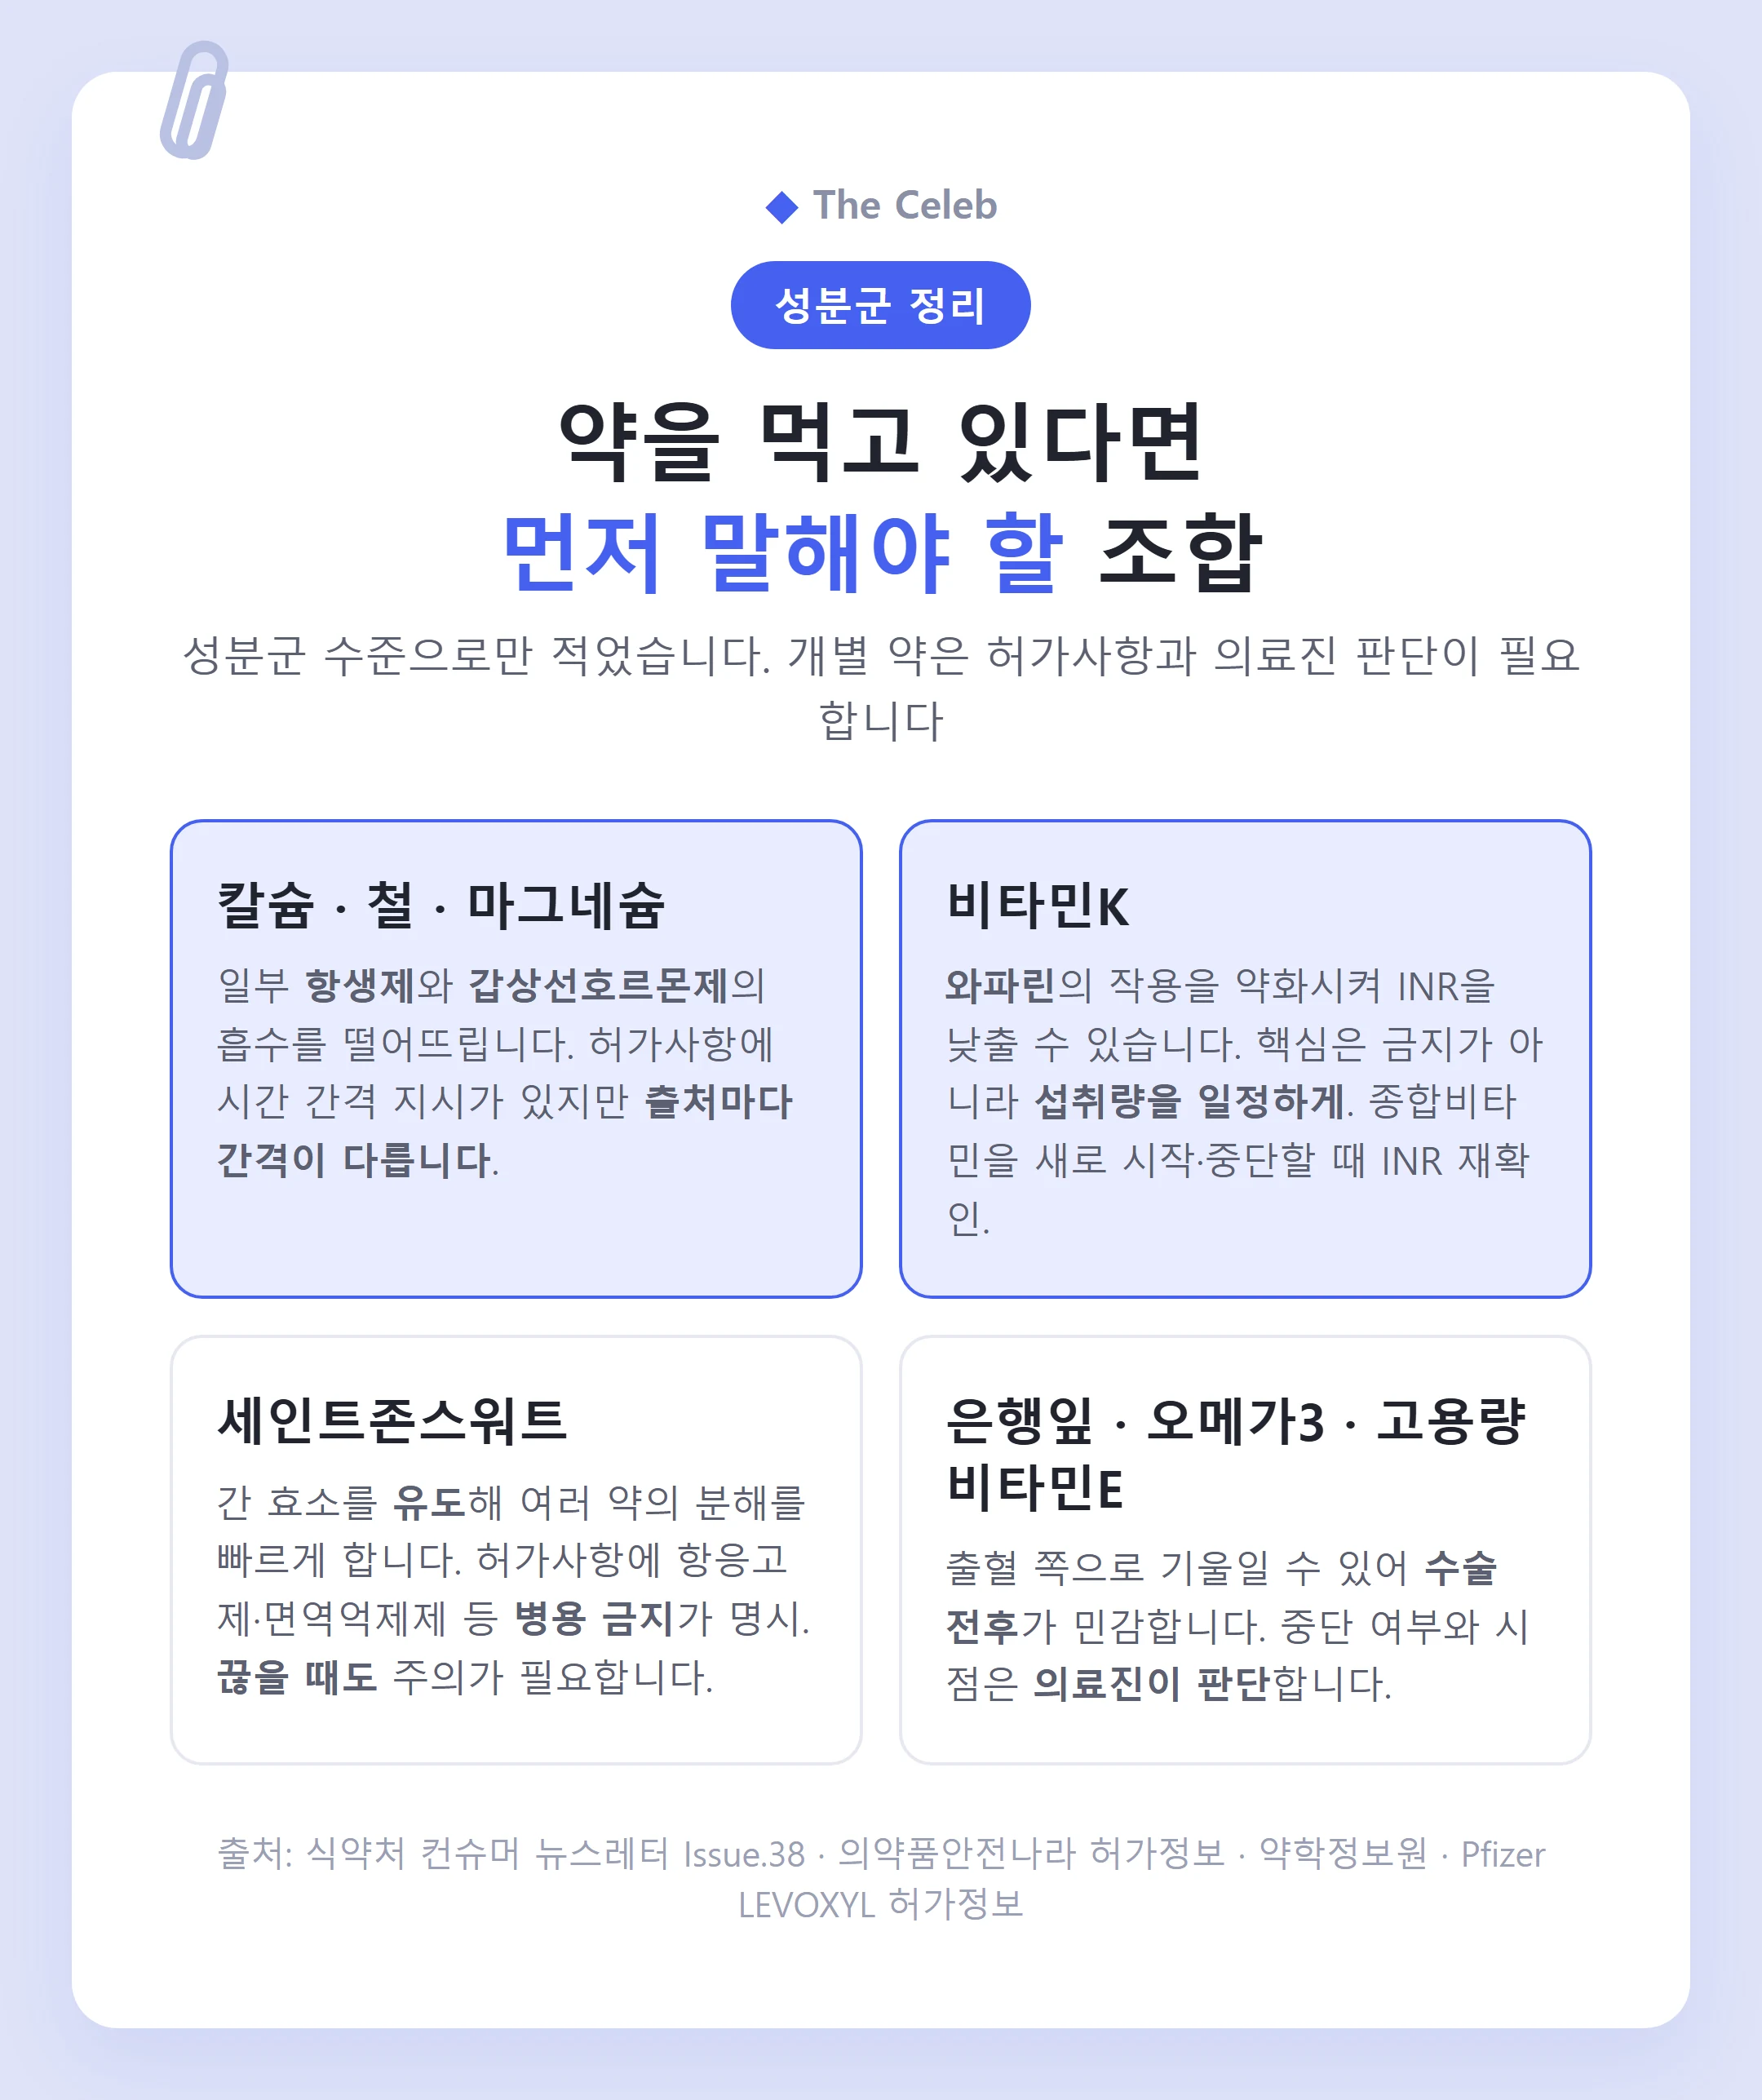 The Celeb
성분군 정리
약을 먹고 있다면
먼저 말해야 할 조합
성분군 수준으로만 적었습니다. 개별 약은 허가사항과 의료진 판단이 필요
합니다
칼슘 · 철 · 마그네슘
일부 항생제와 갑상선호르몬제의
흡수를 떨어뜨립니다. 허가사항에
시간 간격 지시가 있지만 출처마다
간격이 다릅니다.
비타민K
와파린의 작용을 약화시켜 INR을
낮출 수 있습니다. 핵심은 금지가 아
니라 섭취량을 일정하게. 종합비타
민을 새로 시작·중단할 때 INR 재확
인.
세인트존스워트
간 효소를 유도해 여러 약의 분해를
빠르게 합니다. 허가사항에 항응고
제·면역억제제 등 병용 금지가 명시.
끊을 때도 주의가 필요합니다.
은행잎 · 오메가3 · 고용량
비타민E
출혈 쪽으로 기울일 수 있어 수술
전후가 민감합니다. 중단 여부와 시
점은 의료진이 판단합니다.
출처: 식약처 컨슈머 뉴스레터 Issue.38 · 의약품안전나라 허가정보 · 약학정보원 · Pfizer
LEVOXYL 허가정보